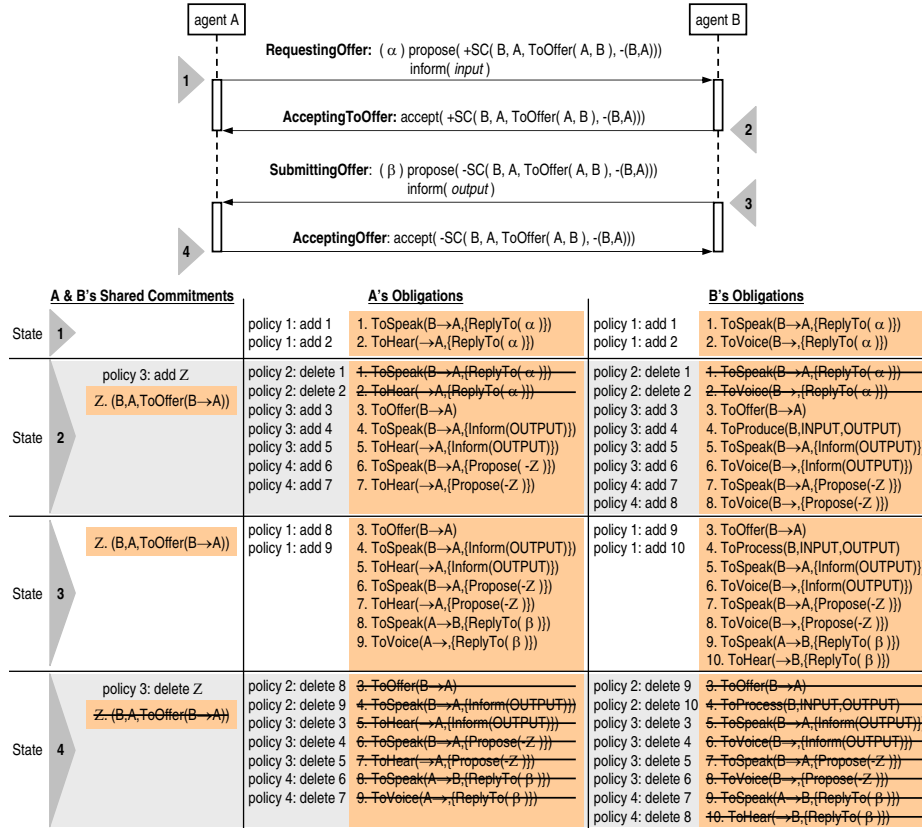 agent A
agent B
RequestingOffer: ( α ) propose( +SC( B, A, ToOffer( A, B ), -(B,A)))
inform( input )
1
AcceptingToOffer: accept( +SC( B, A, ToOffer( A, B ), -(B,A)))
2
SubmittingOffer: ( β ) propose( -SC( B, A, ToOffer( A, B ), -(B,A)))
inform( output )
3
AcceptingOffer: accept( -SC( B, A, ToOffer( A, B ), -(B,A)))
4
A & B's Shared Commitments
A's Obligations
B's Obligations
State 1
policy 1: add 1
policy 1: add 2
1. ToSpeak(B→A,{ReplyTo( α )})
2. ToHear(→A,{ReplyTo( α )})
policy 1: add 1
policy 1: add 2
1. ToSpeak(B→A,{ReplyTo( α )})
2. ToVoice(B→,{ReplyTo( α )})
State 2
policy 3: add Z
Z. (B,A,ToOffer(B→A))
policy 2: delete 1
policy 2: delete 2
policy 3: add 3
policy 3: add 4
policy 3: add 5
policy 4: add 6
policy 4: add 7
1. ToSpeak(B→A,{ReplyTo( α )})
2. ToHear(→A,{ReplyTo( α )})
3. ToOffer(B→A)
4. ToSpeak(B→A,{Inform(OUTPUT)})
5. ToHear(→A,{Inform(OUTPUT)})
6. ToSpeak(B→A,{Propose( -Z )})
7. ToHear(→A,{Propose(-Z )})
policy 2: delete 1
policy 2: delete 2
policy 3: add 3
policy 3: add 4
policy 3: add 5
policy 3: add 6
policy 4: add 7
policy 4: add 8
1. ToSpeak(B→A,{ReplyTo( α )})
2. ToVoice(B→,{ReplyTo( α )})
3. ToOffer(B→A)
4. ToProduce(B,INPUT,OUTPUT)
5. ToSpeak(B→A,{Inform(OUTPUT)})
6. ToVoice(B→,{Inform(OUTPUT)})
7. ToSpeak(B→A,{Propose(-Z )})
8. ToVoice(B→,{Propose(-Z )})
State 3
Z. (B,A,ToOffer(B→A))
policy 1: add 8
policy 1: add 9
3. ToOffer(B→A)
4. ToSpeak(B→A,{Inform(OUTPUT)})
5. ToHear(→A,{Inform(OUTPUT)})
6. ToSpeak(B→A,{Propose(-Z )})
7. ToHear(→A,{Propose(-Z )})
8. ToSpeak(A→B,{ReplyTo( β )})
9. ToVoice(A→,{ReplyTo( β )})
policy 1: add 9
policy 1: add 10
3. ToOffer(B→A)
4. ToProcess(B,INPUT,OUTPUT)
5. ToSpeak(B→A,{Inform(OUTPUT)})
6. ToVoice(B→,{Inform(OUTPUT)})
7. ToSpeak(B→A,{Propose(-Z )})
8. ToVoice(B→,{Propose(-Z )})
9. ToSpeak(A→B,{ReplyTo( β )})
10. ToHear(→B,{ReplyTo( β )})
State 4
policy 3: delete Z
Z. (B,A,ToOffer(B→A))
policy 2: delete 8
policy 2: delete 9
policy 3: delete 3
policy 3: delete 4
policy 3: delete 5
policy 4: delete 6
policy 4: delete 7
3. ToOffer(B→A)
4. ToSpeak(B→A,{Inform(OUTPUT)})
5. ToHear(→A,{Inform(OUTPUT)})
6. ToSpeak(B→A,{Propose(-Z )})
7. ToHear(→A,{Propose(-Z )})
8. ToSpeak(A→B,{ReplyTo( β )})
9. ToVoice(A→,{ReplyTo( β )})
policy 2: delete 9
policy 2: delete 10
policy 3: delete 3
policy 3: delete 4
policy 3: delete 5
policy 3: delete 6
policy 4: delete 7
policy 4: delete 8
3. ToOffer(B→A)
4. ToProcess(B,INPUT,OUTPUT)
5. ToSpeak(B→A,{Inform(OUTPUT)})
6. ToVoice(B→,{Inform(OUTPUT)})
7. ToSpeak(B→A,{Propose(-Z )})
8. ToVoice(B→,{Propose(-Z )})
9. ToSpeak(A→B,{ReplyTo( β )})
10. ToHear(→B,{ReplyTo( β )})